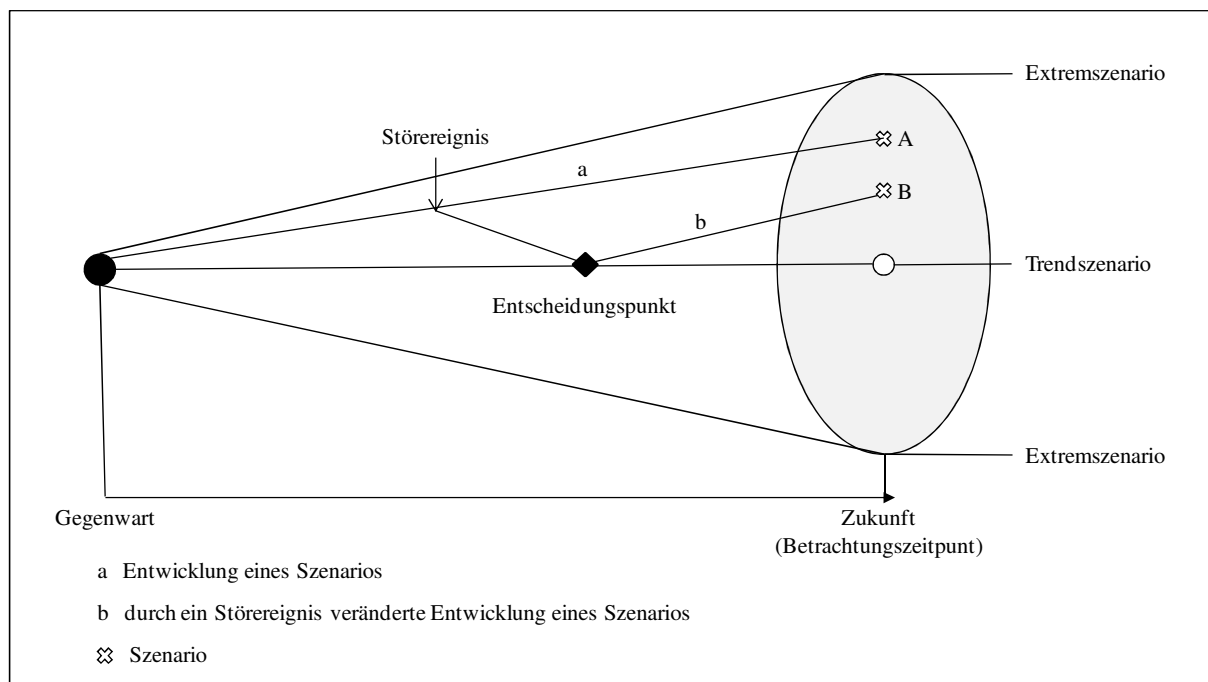 Extremszenario
Störereignis
A
a
B
b
Trendszenario
Entscheidungspunkt
Extremszenario
Gegenwart
Zukunft
(Betrachtungszeitpunt)
a Entwicklung eines Szenarios
b durch ein Störereignis veränderte Entwicklung eines Szenarios
Szenario